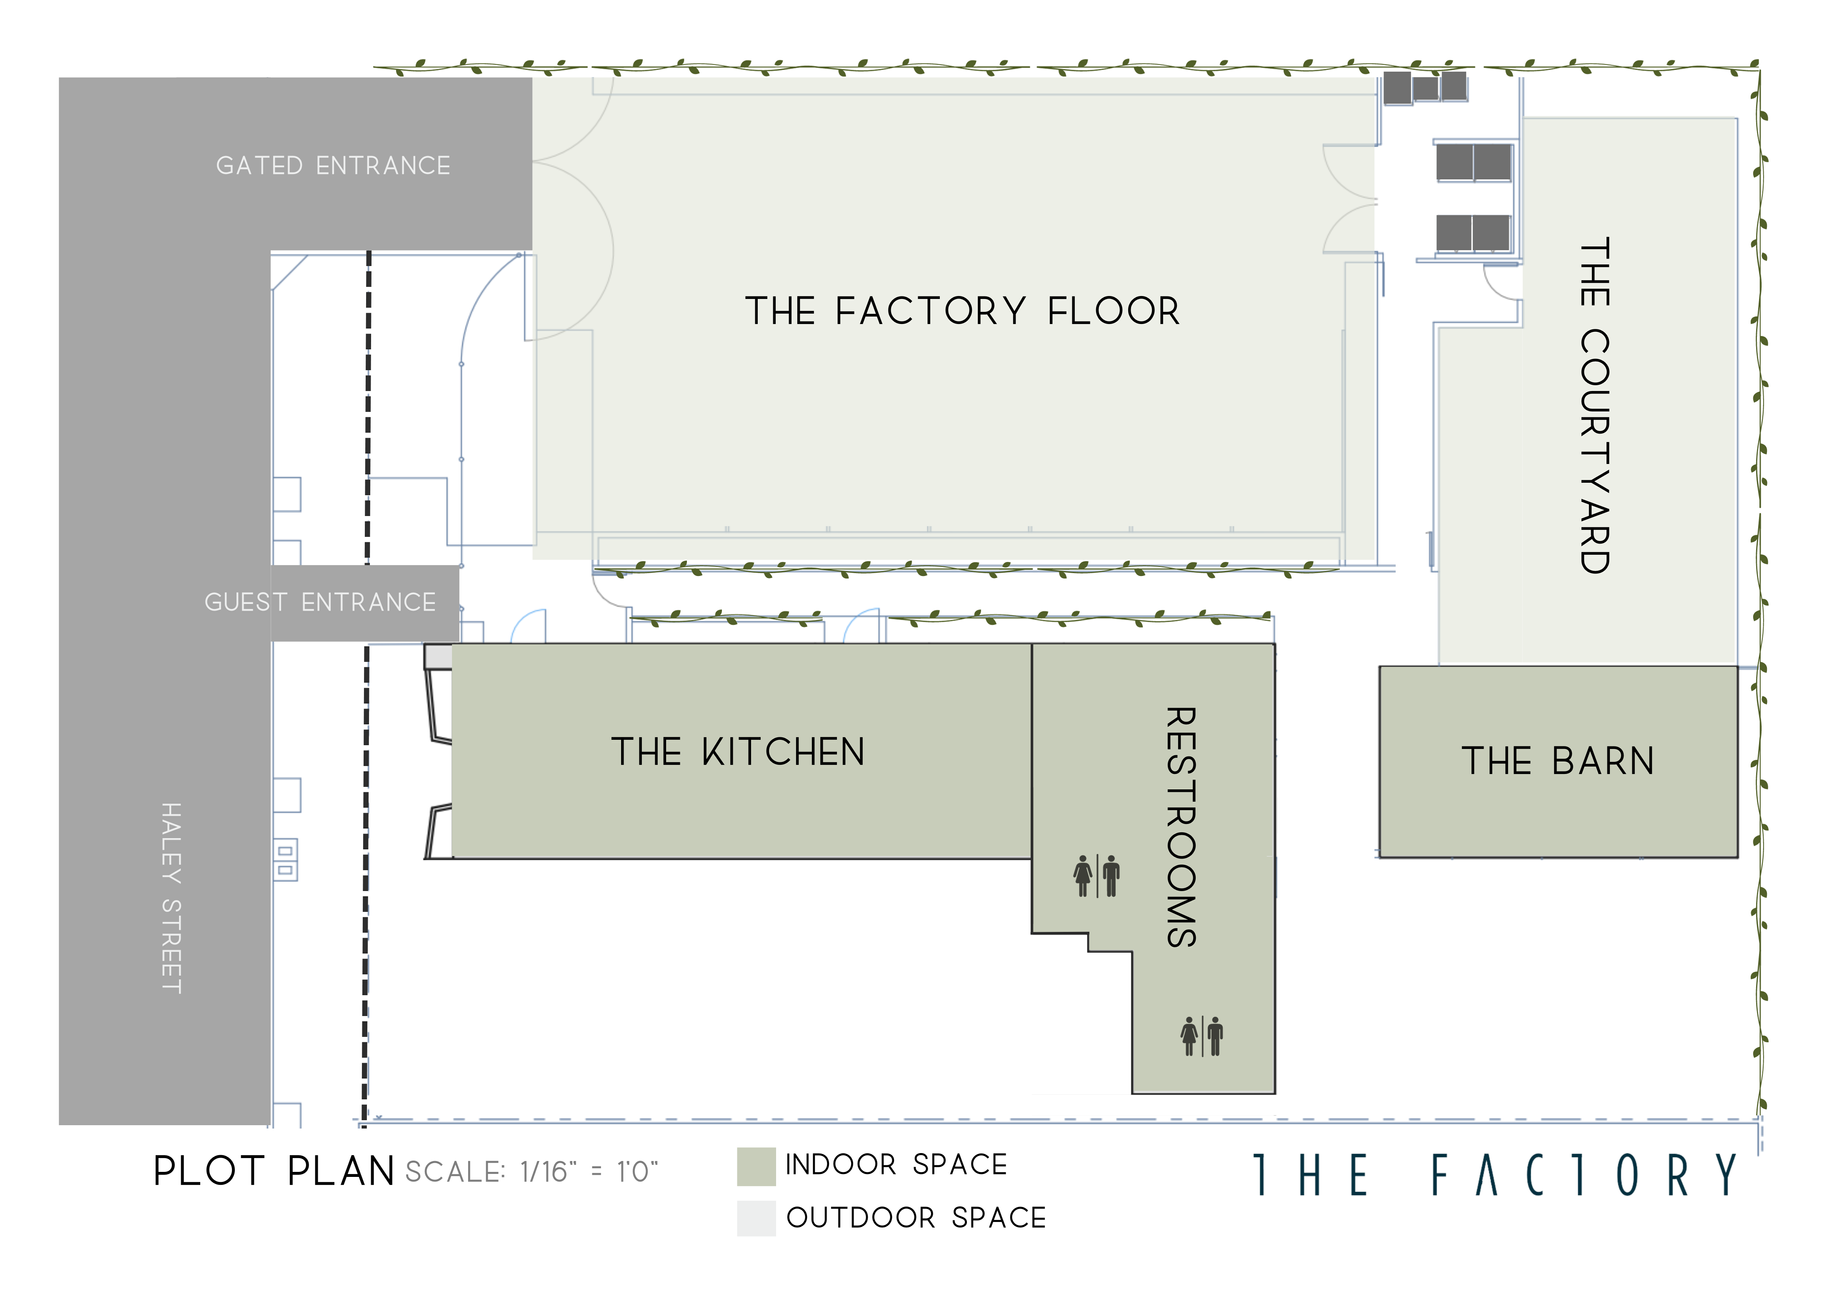 GATED ENTRANCE
THE FACTORY FLOOR
THE COURTYARD
GUEST ENTRANCE
THE KITCHEN
RESTROOMS
THE BARN
HALEY STREET
PLOT PLAN SCALE: 1/16" = 1'0"
INDOOR SPACE
OUTDOOR SPACE
THE FACTORY